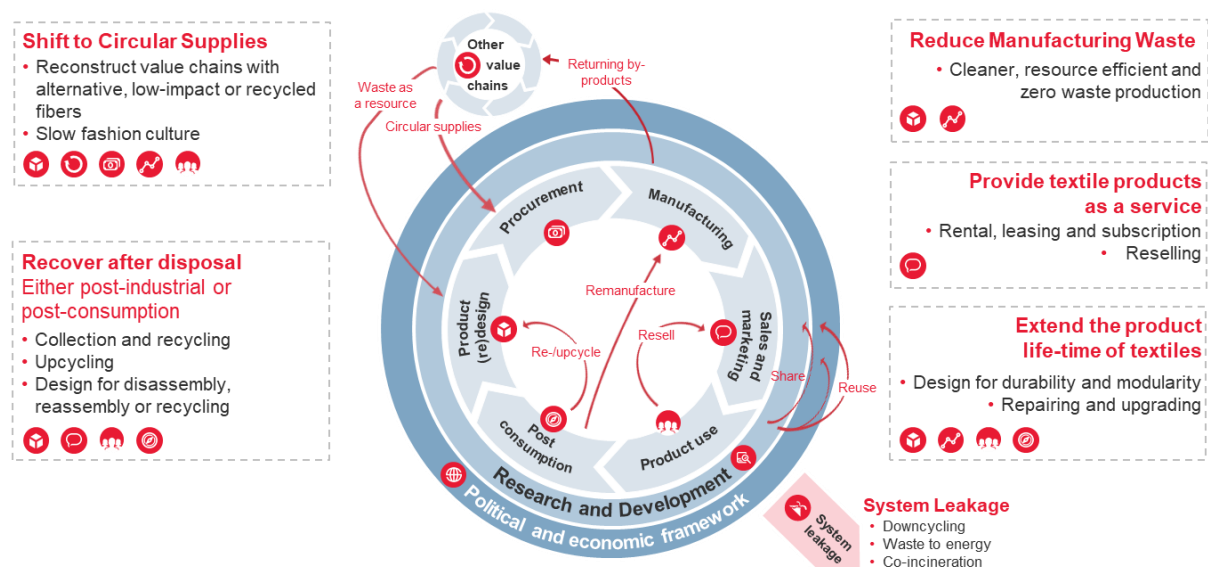 Shift to Circular Supplies
• Reconstruct value chains with
alternative, low-impact or recycled
fibers
• Slow fashion culture
Recover after disposal
Either post-industrial or
post-consumption
• Collection and recycling
• Upcycling
• Design for disassembly,
reassembly or recycling
Other
value
chains
Waste as
a resource
Circular supplies
Returning by-
products
Procurement
Manufacturing
Product
(re)design
Sales and
marketing
Remanufacture
Re-/upcycle
Resell
Share
Reuse
Post
consumption
Product use
Research and Development
Political and economic framework
System
leakage
Reduce Manufacturing Waste
• Cleaner, resource efficient and
zero waste production
Provide textile products
as a service
• Rental, leasing and subscription
• Reselling
Extend the product
life-time of textiles
• Design for durability and modularity
• Repairing and upgrading
System Leakage
• Downcycling
• Waste to energy
• Co-incineration